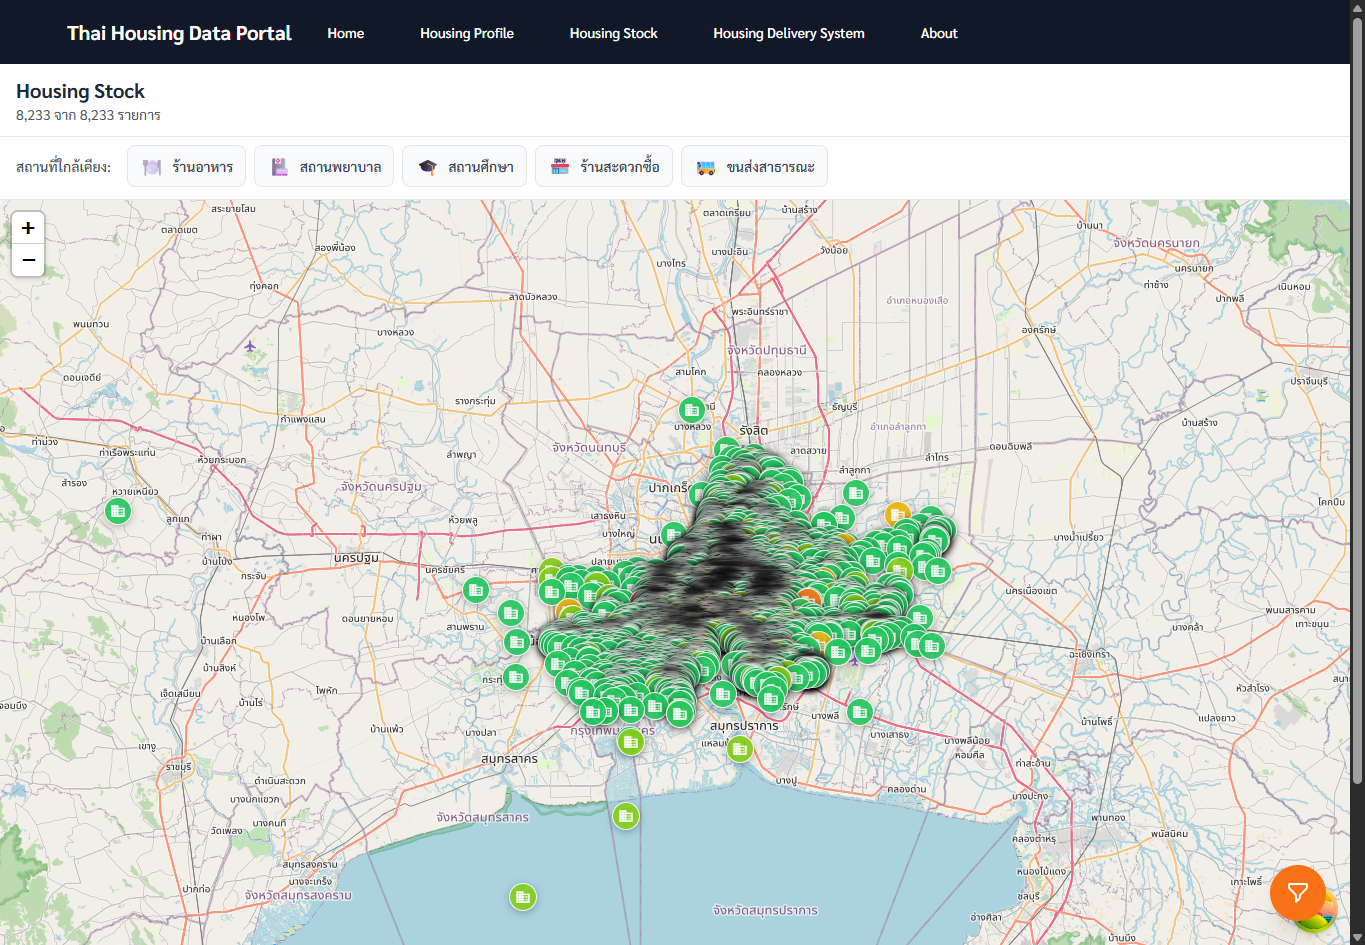 Thai Housing Data Portal
Home
Housing Profile
Housing Stock
Housing Delivery System
About
Housing Stock
8,233 จาก 8,233 รายการ
สถานที่ใกล้เคียง:
ร้านอาหาร
สถานพยาบาล
สถานศึกษา
ร้านสะดวกซื้อ
ขนส่งสาธารณะ
+
−
สระยายโสม
ตลาดเขต
สองพี่น้อง
ทุ่งคอก
ลาดบัวหลวง
พนมทวน
บางหลวง
ดอนเจดีย์
รางกระทุ่ม
กำแพงแสน
ท่าม่วง
ท่าเรือพระแท่น
ห้วยกระบอก
ลำพญา
จังหวัดนนทบุรี
สำรอง
หวายเหนียว
จังหวัดนครปฐม
ลูกแก
ห้วยพลู
เสาธงหิน
ท่าผา
บางใหญ่
บ้านโป่ง
นครปฐม
นครชัยศรี
กระจับ
หนองโพ
ดอนยายหอม
สามพราน
บ้านเลือก
บ้านสิงห์
เจ็ดเสมียน
โพหัก
บ้านไร่
เขางู
บ้านแพ้ว
บางปลา
ราชบุรี
สมุทรสาคร
ดำเนินสะดวก
บางนกแขวก
วัดเพลง
บางคนที
จังหวัดสมุทรสาคร
สมุทรสงคราม
บางจะเกร็ง
ปากท่อ
จังหวัดสมุทรสงคราม
ตลาดเกรียบ
บ้านสร้าง
บางปะอิน
วังน้อย
บางไทร
พระอินทร์ราชา
จังหวัดปทุมธานี
สามโคก
คลองหลวง
ธัญบุรี
บางหลวง
รังสิต
ลาดสวาย
ลำลูกกา
ปากเกร็ด
อำเภอหนองเสือ
อำเภอลำลูกกา
ลำไทร
บ้านนา
จังหวัดนครนายก
นครนายก
ท่าช้าง
ปากพลี
เนินหอม
องครักษ์
ปราจีนบุรี
บ้านสร้าง
ดอนฉิมพลี
โคกปีบ
บางน้ำเปรี้ยว
นครเนื่องเขต
พนมสารคาม
เกาะขนุน
บางคล้า
ฉะเชิงเทรา
หัวสำโรง
บ้านโพธิ์
แปลงยาว
สมุทรปราการ
บางพลี
บางเสาธง
บางพลีน้อย
หอมศีล
ท่าสะอ้าน
บางปู
คลองด่าน
บางปะกง
พานทอง
คลองตำหรุ
พนัสนิคม
หนองไม้แดง
เกาะโพธิ์
ชลบุรี
จังหวัดสมุทรปราการ
อ่างศิลา
บ้านบึง